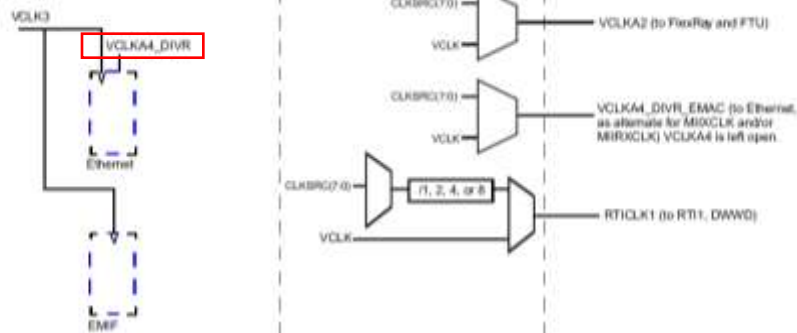 VCLK3
VCLKA4_DIVR
Ethernet
EMIF
CLKSRC(7:0)
VCLK
VCLKA2 (to FlexRay and FTU)
CLKSRC(7:0)
VCLK
VCLKA4_DIVR_EMAC (to Ethernet,
as alternate for MIIXCLK and/or
MIIRXCLK) VCLKA4 is left open
CLKSRC(7:0)
/1, 2, 4, or 8
VCLK
RTICLK1 (to RTI1, DWWD)